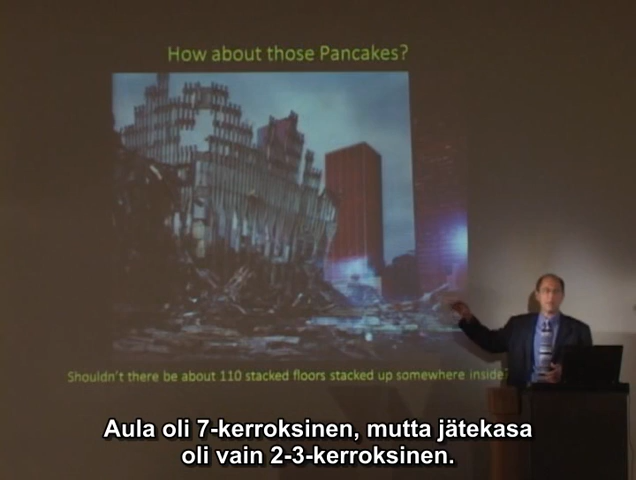 How about those Pancakes?
Shouldn't there be about 110 stacked floors stacked up somewhere inside?
Aula oli 7-kerroksinen, mutta jätekasa
oli vain 2-3-kerroksinen.